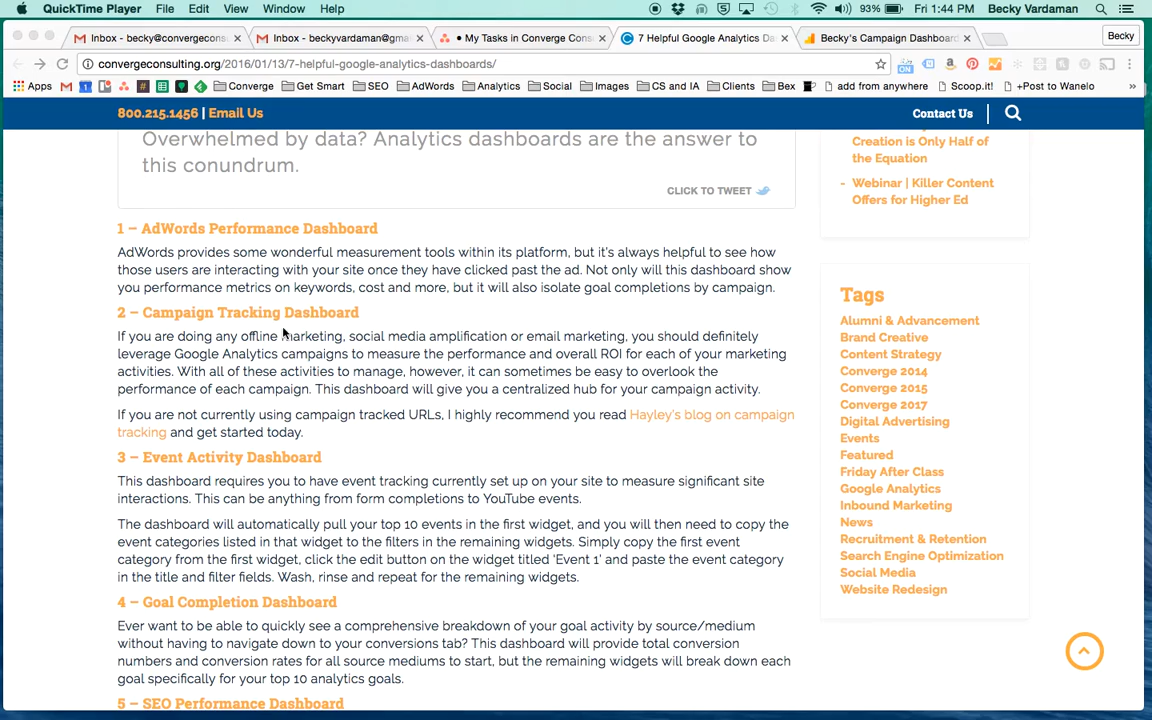 QuickTime Player File Edit View Window Help 93% Fri 1:44 PM Becky Vardaman
Inbox - becky@convergecons × Inbox - beckyvardaman@gma × • My Tasks in Converge Cons × 7 Helpful Google Analytics Da × Becky's Campaign Dashboard × Becky
convergeconsulting.org/2016/01/13/7-helpful-google-analytics-dashboards/
Apps Converge Get Smart SEO AdWords Analytics Social Images CS and IA Clients Bex add from anywhere Scoop.it! +Post to Wanelo »
800.215.1456 | Email Us Contact Us
Overwhelmed by data? Analytics dashboards are the answer to
this conundrum.
CLICK TO TWEET
1 – AdWords Performance Dashboard
AdWords provides some wonderful measurement tools within its platform, but it's always helpful to see how
those users are interacting with your site once they have clicked past the ad. Not only will this dashboard show
you performance metrics on keywords, cost and more, but it will also isolate goal completions by campaign.
2 – Campaign Tracking Dashboard
If you are doing any offline marketing, social media amplification or email marketing, you should definitely
leverage Google Analytics campaigns to measure the performance and overall ROI for each of your marketing
activities. With all of these activities to manage, however, it can sometimes be easy to overlook the
performance of each campaign. This dashboard will give you a centralized hub for your campaign activity.
If you are not currently using campaign tracked URLs, I highly recommend you read Hayley's blog on campaign
tracking and get started today.
3 – Event Activity Dashboard
This dashboard requires you to have event tracking currently set up on your site to measure significant site
interactions. This can be anything from form completions to YouTube events.
The dashboard will automatically pull your top 10 events in the first widget, and you will then need to copy the
event categories listed in that widget to the filters in the remaining widgets. Simply copy the first event
category from the first widget, click the edit button on the widget titled 'Event 1' and paste the event category
in the title and filter fields. Wash, rinse and repeat for the remaining widgets.
4 – Goal Completion Dashboard
Ever want to be able to quickly see a comprehensive breakdown of your goal activity by source/medium
without having to navigate down to your conversions tab? This dashboard will provide total conversion
numbers and conversion rates for all source mediums to start, but the remaining widgets will break down each
goal specifically for your top 10 analytics goals.
5 – SEO Performance Dashboard
Creation is Only Half of
the Equation
- Webinar | Killer Content
Offers for Higher Ed
Tags
Alumni & Advancement
Brand Creative
Content Strategy
Converge 2014
Converge 2015
Converge 2017
Digital Advertising
Events
Featured
Friday After Class
Google Analytics
Inbound Marketing
News
Recruitment & Retention
Search Engine Optimization
Social Media
Website Redesign